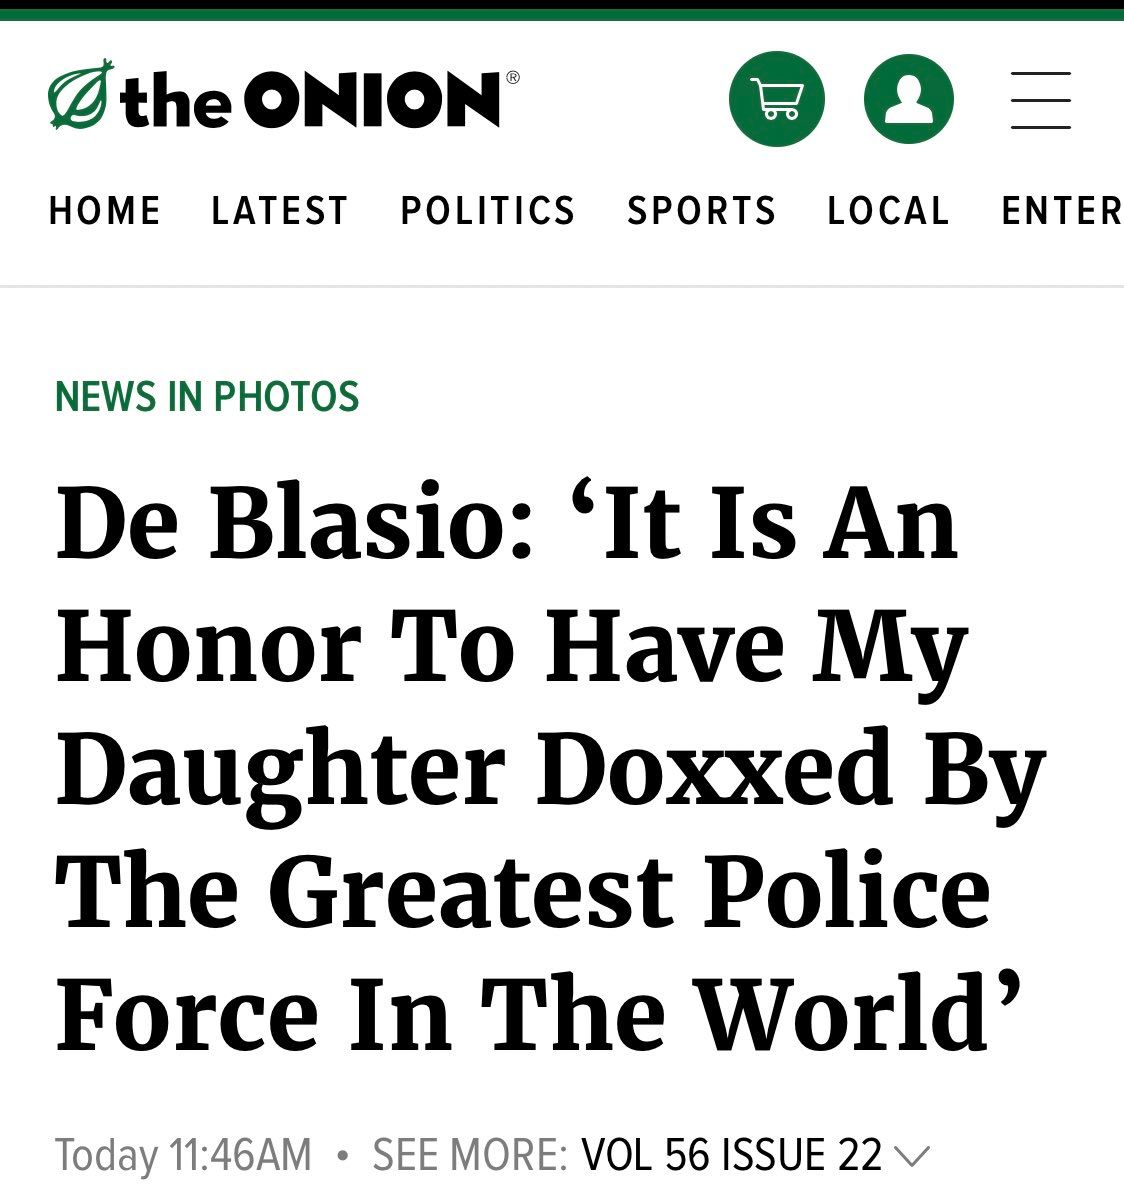 the ONION®
HOME LATEST POLITICS SPORTS LOCAL ENTER
NEWS IN PHOTOS
De Blasio: ‘It Is An
Honor To Have My
Daughter Doxxed By
The Greatest Police
Force In The World’
Today 11:46AM • SEE MORE: VOL 56 ISSUE 22